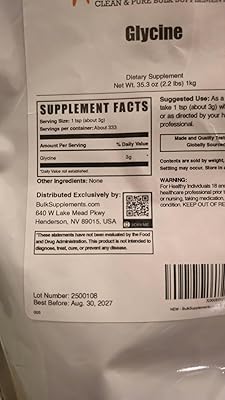 CLEAN & PURE BULK SUPPLEMENTS
Glycine
Dietary Supplement
Net Wt. 35.3 oz (2.2 lbs) 1kg
SUPPLEMENT FACTS
Serving Size: 1 tsp (about 3g)
Servings per container: About 333
Amount Per Serving % Daily Value
Glycine 3g
*Daily Value not established.
Other Ingredients: None
Distributed Exclusively by:
BulkSupplements.com
640 W Lake Mead Pkwy
Henderson, NV 89015, USA
*These statements have not been evaluated by the Food
and Drug Administration. This product is not intended to
diagnose, treat, cure, or prevent any disease.
Lot Number: 2500108
Best Before: Aug. 30, 2027
Suggested Use: As a
take 1 tsp (about 3g)
or as directed by your h
professional.
Made and Quality Test
Globally Sourced
Contents are sold by weight,
Settling may occur. Store in a
WARNING:
For Healthy Individuals 18 and
healthcare professional prior
or nursing, taking medication,
condition. KEEP OUT OF RE